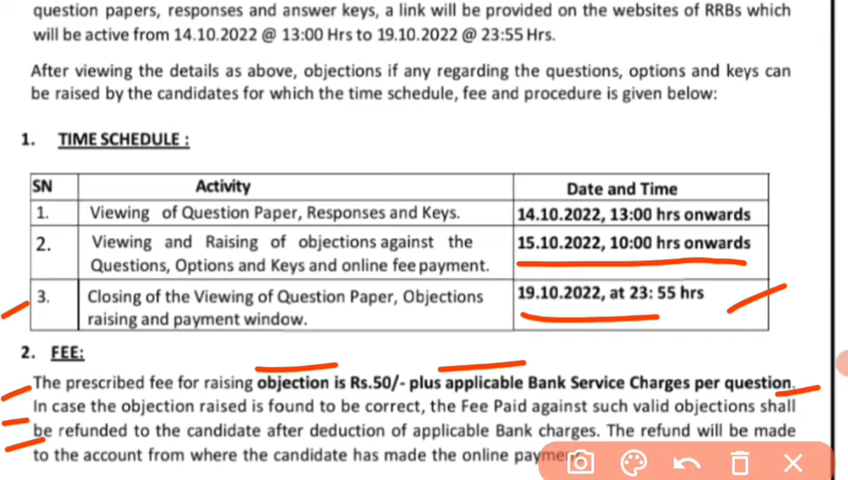 question papers, responses and answer keys, a link will be provided on the websites of RRBs which
will be active from 14.10.2022 @ 13:00 Hrs to 19.10.2022 @ 23:55 Hrs.
After viewing the details as above, objections if any regarding the questions, options and keys can
be raised by the candidates for which the time schedule, fee and procedure is given below:
1. TIME SCHEDULE :
SN Activity Date and Time
1. Viewing of Question Paper, Responses and Keys. 14.10.2022, 13:00 hrs onwards
2. Viewing and Raising of objections against the 15.10.2022, 10:00 hrs onwards
Questions, Options and Keys and online fee payment.
3. Closing of the Viewing of Question Paper, Objections 19.10.2022, at 23: 55 hrs
raising and payment window.
2. FEE:
The prescribed fee for raising objection is Rs.50/- plus applicable Bank Service Charges per question.
In case the objection raised is found to be correct, the Fee Paid against such valid objections shall
be refunded to the candidate after deduction of applicable Bank charges. The refund will be made
to the account from where the candidate has made the online payment